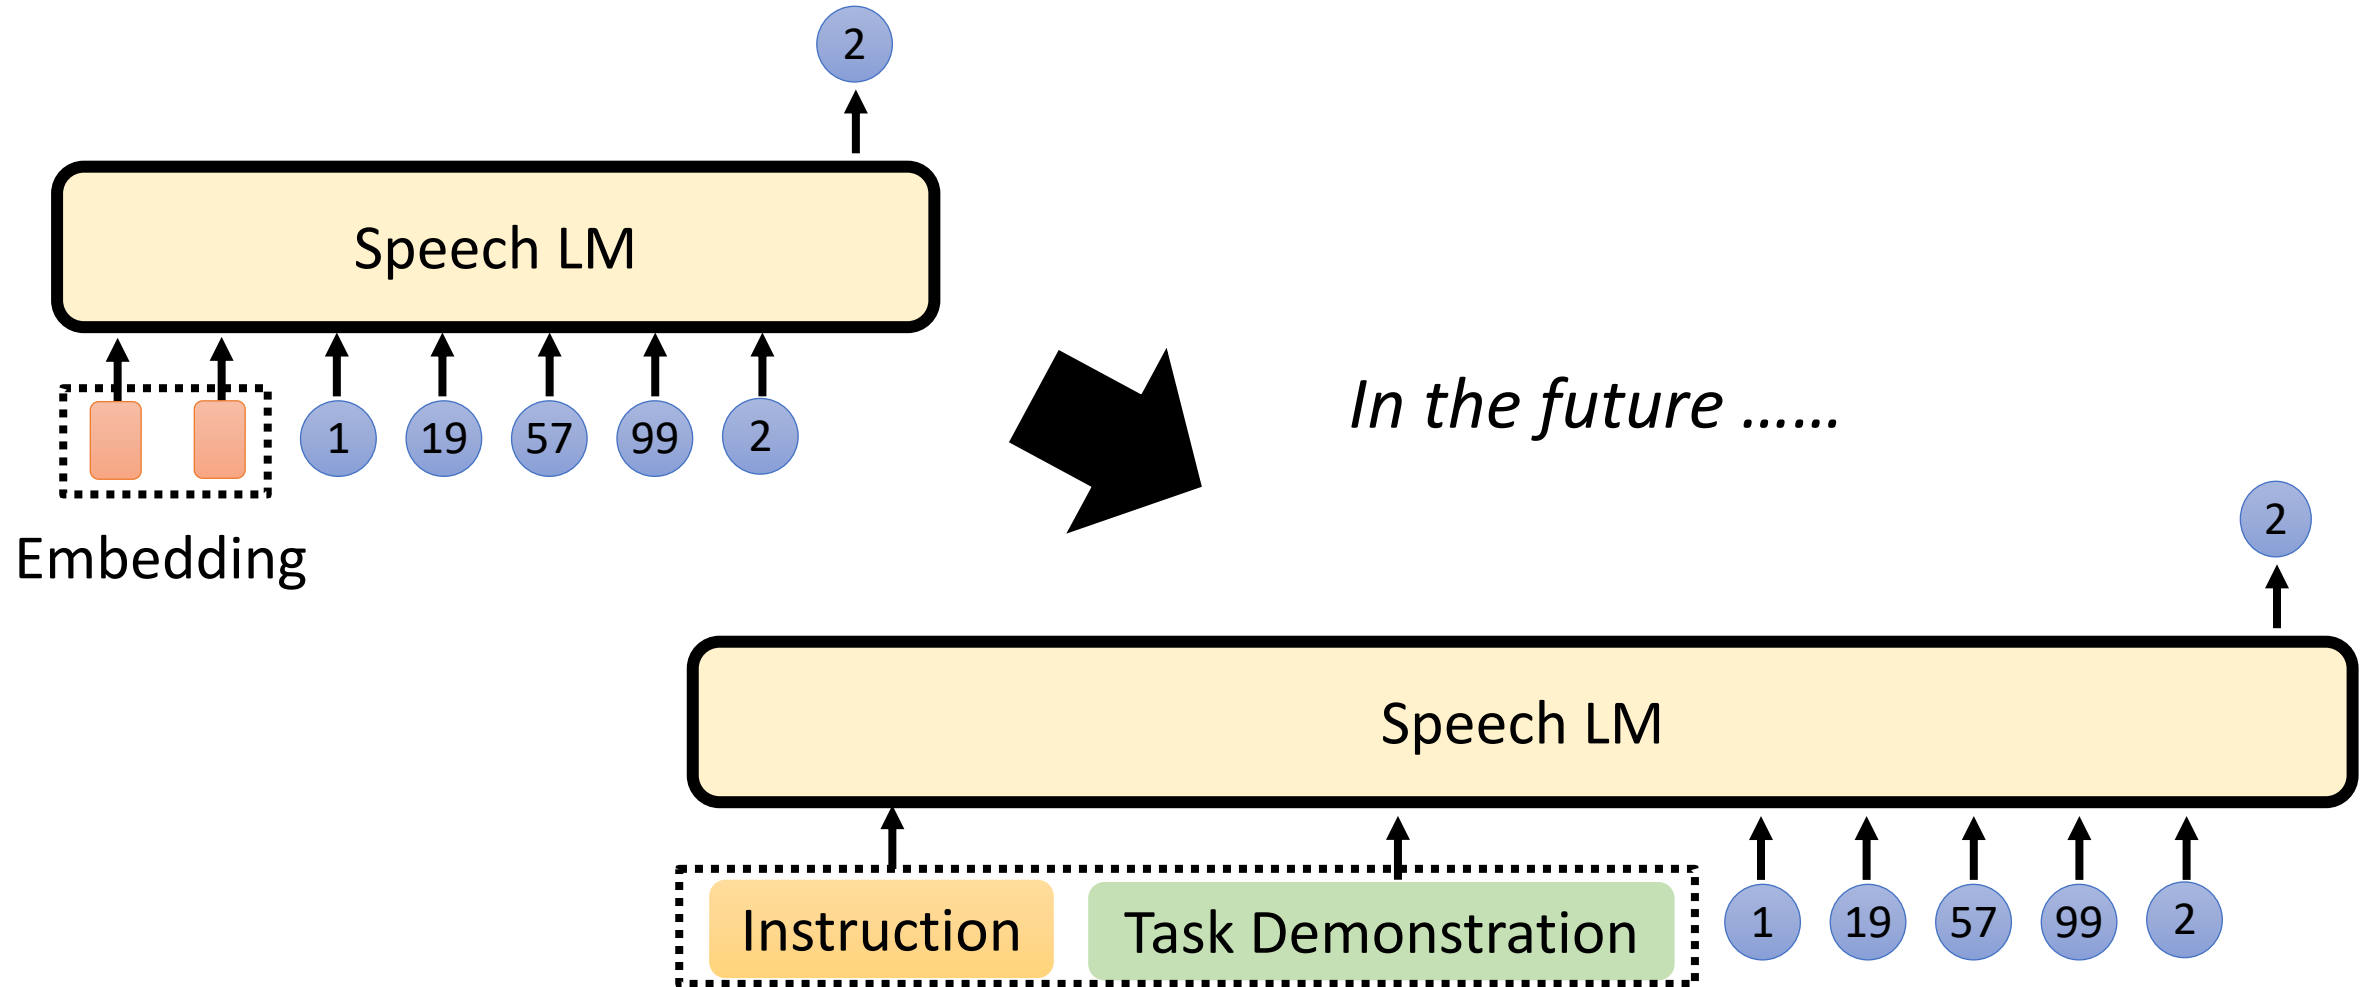 2
Speech LM
1 19 57 99 2
Embedding
In the future ......
2
Speech LM
Instruction Task Demonstration 1 19 57 99 2